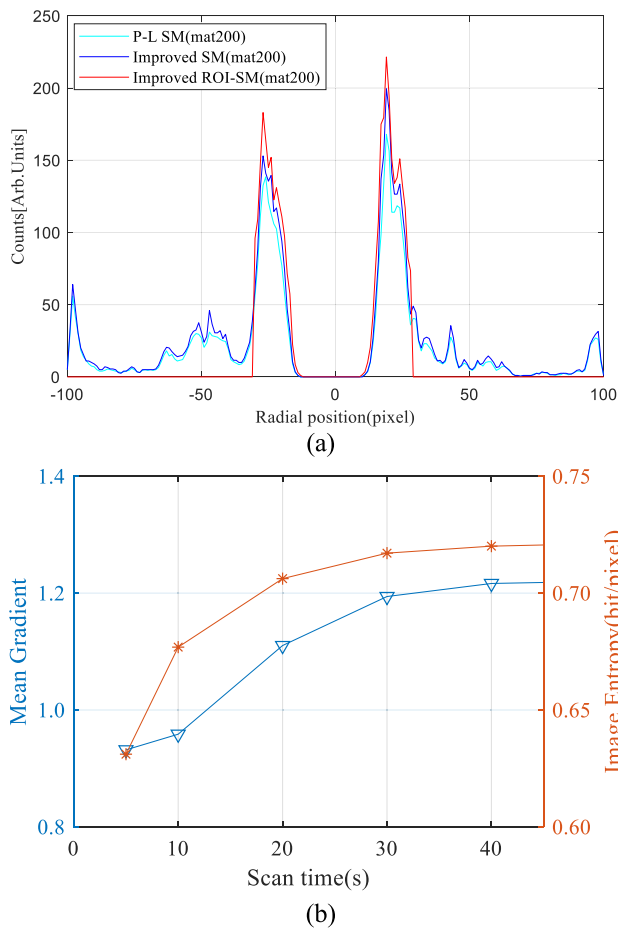 250
200
150
100
50
0
Counts[Arb.Units]
P-L SM(mat200)
Improved SM(mat200)
Improved ROI-SM(mat200)
-100 -50 0 50 100
Radial position(pixel)
(a)
1.4
1.2
1.0
0.8
Mean Gradient
0.75
0.70
0.65
0.60
Image Entropy(bit/pixel)
0 10 20 30 40
Scan time(s)
(b)